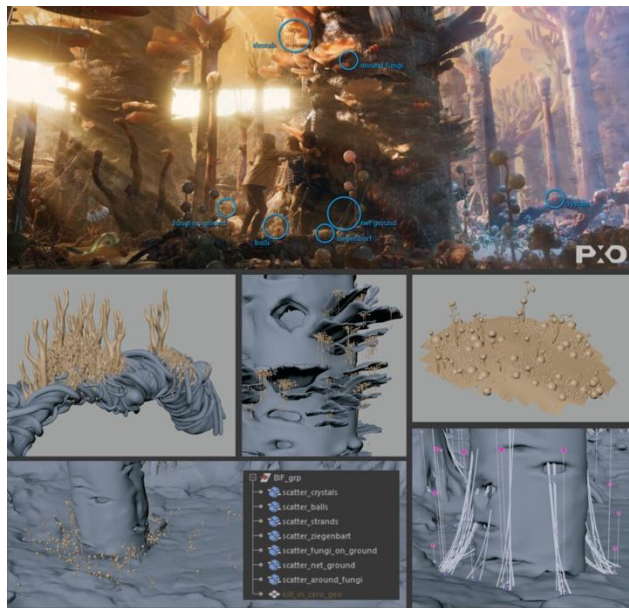 strands
around fungi
crystals
fungi on ground
net ground
balls
ziegenbart
PXO
BIF_grp
scatter_crystals
scatter_balls
scatter_strands
scatter_ziegenbart
scatter_fungi_on_ground
scatter_net_ground
scatter_around_fungi
kill_in_zero_geo